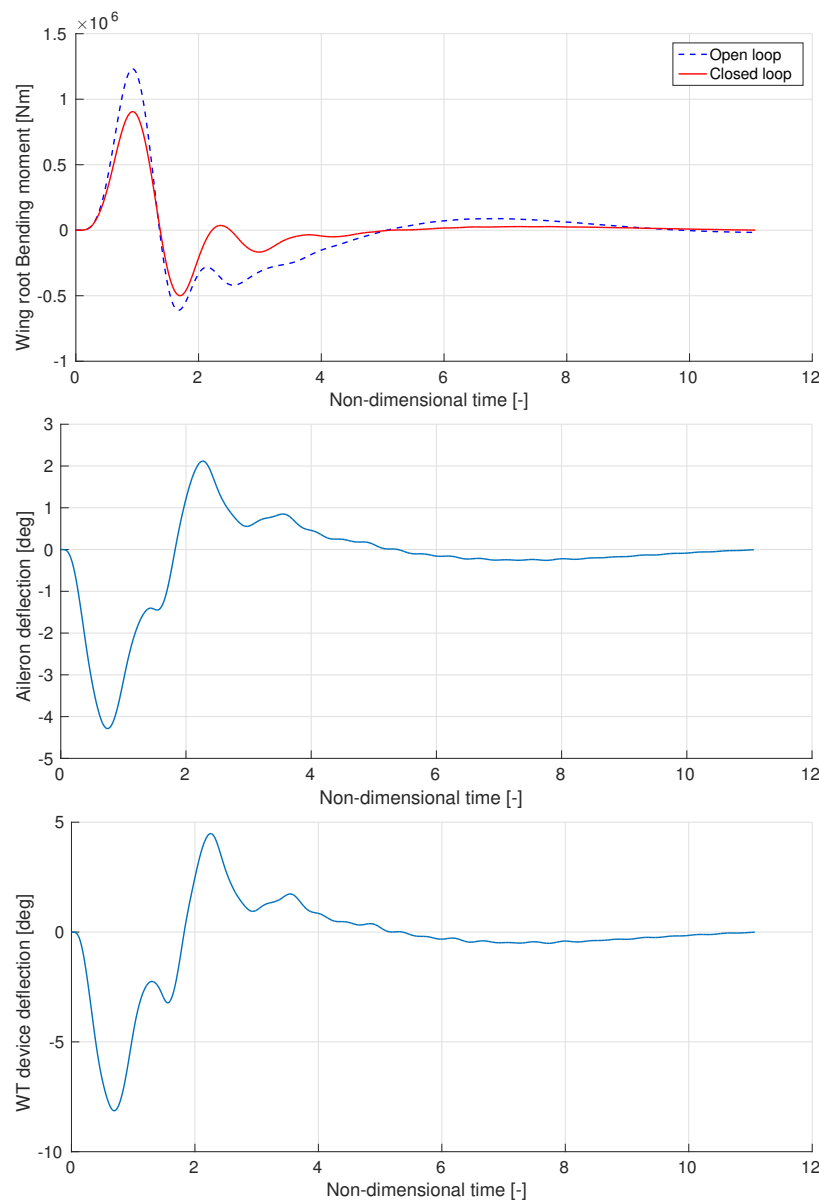 ×10^6
1.5
1
0.5
0
-0.5
-1
Wing root Bending moment [Nm]
Open loop
Closed loop
0 2 4 6 8 10 12
Non-dimensional time [-]
3
2
1
0
-1
-2
-3
-4
-5
Aileron deflection [deg]
0 2 4 6 8 10 12
Non-dimensional time [-]
5
0
-5
-10
WT device deflection [deg]
0 2 4 6 8 10 12
Non-dimensional time [-]